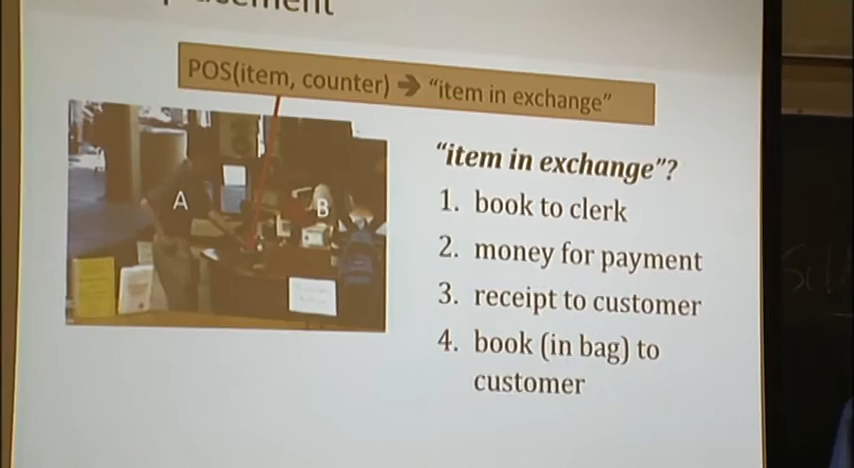 POS(item, counter) ➔ “item in exchange”
A
B
“item in exchange”?
1. book to clerk
2. money for payment
3. receipt to customer
4. book (in bag) to
customer